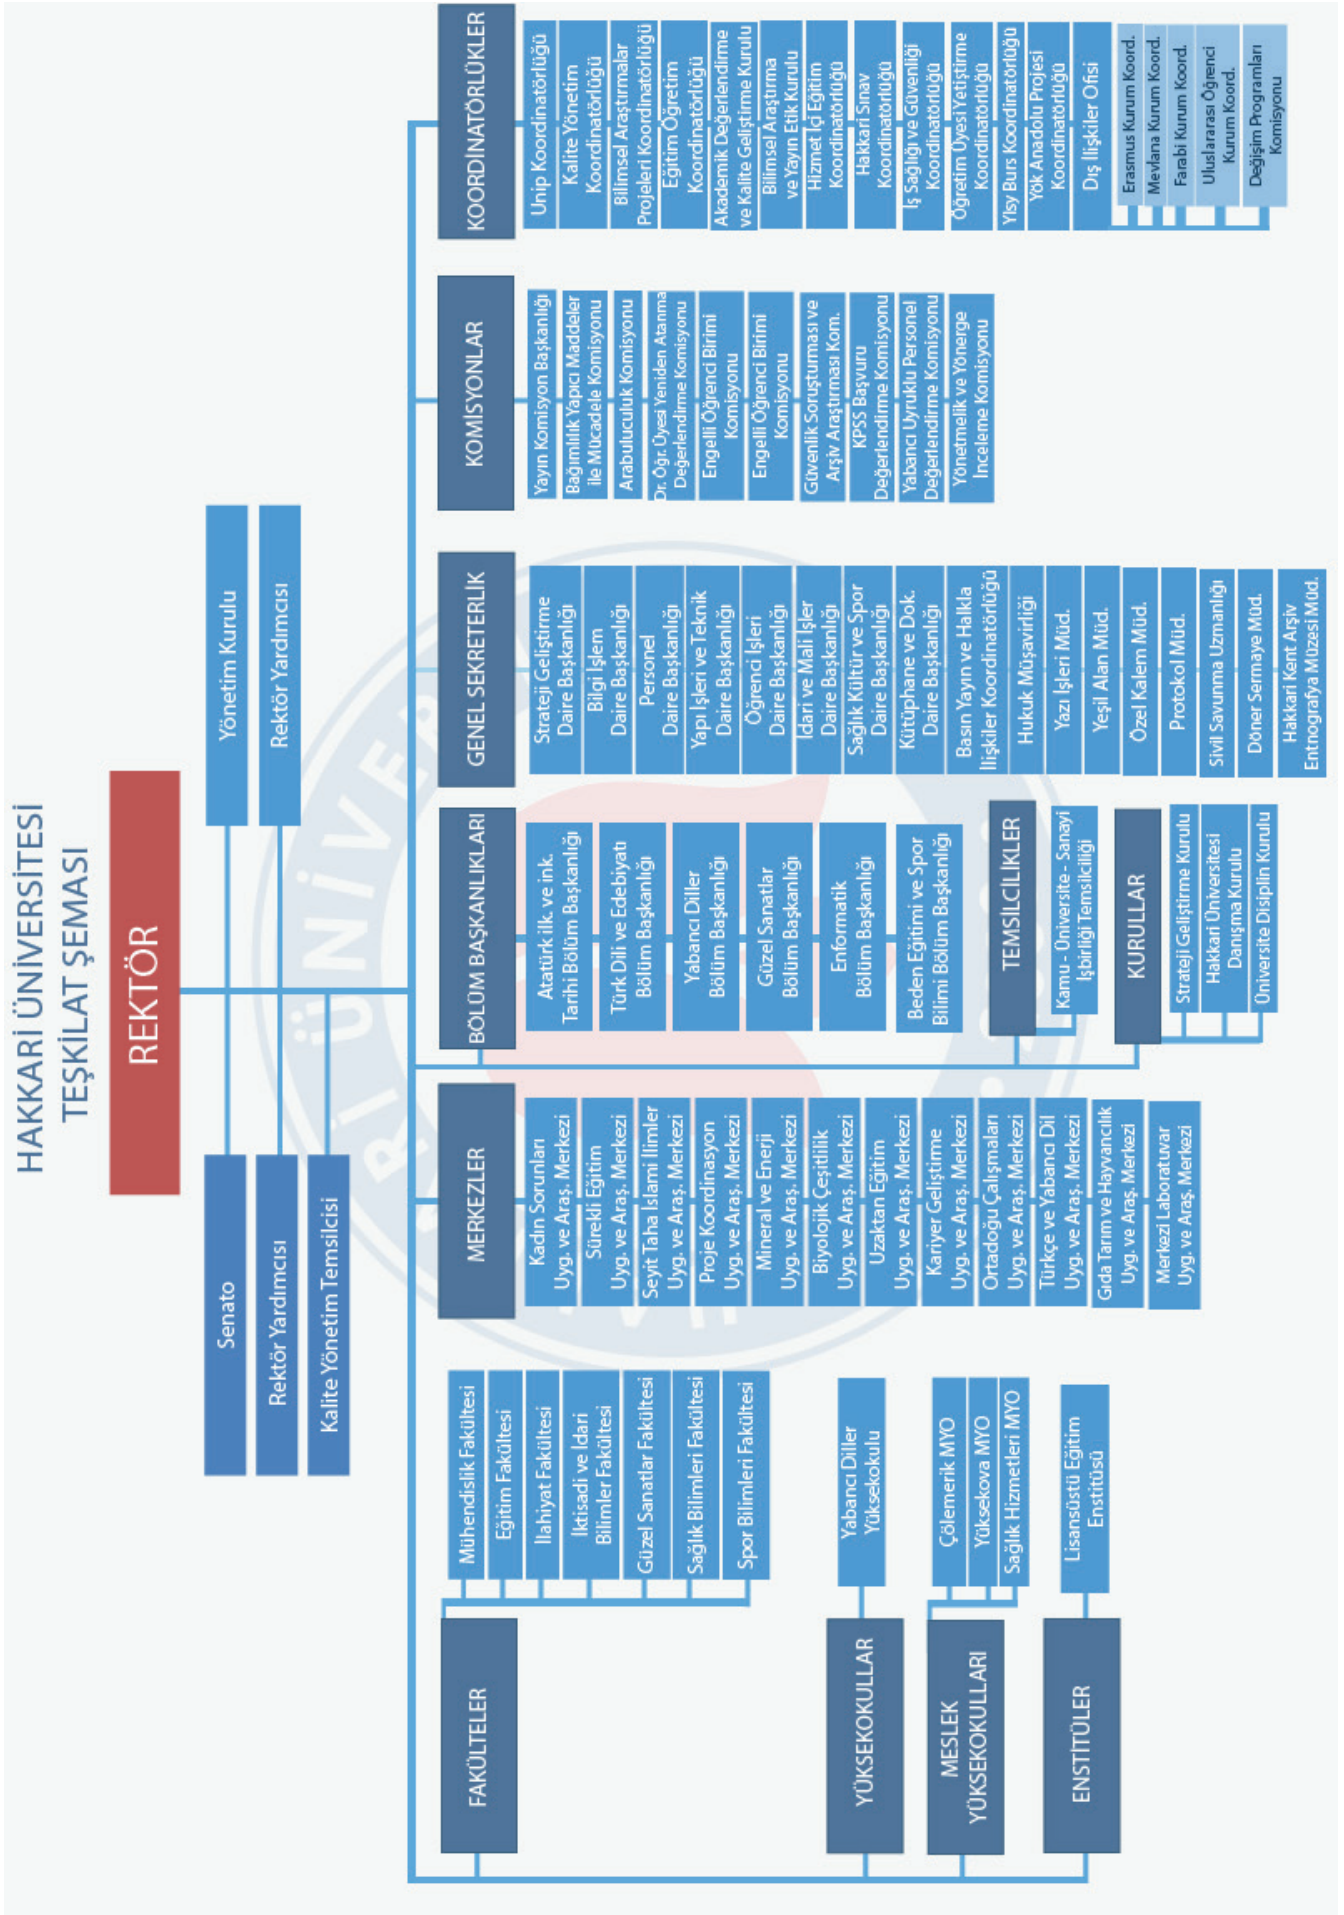 HAKKARİ ÜNİVERSİTESİ
TEŞKİLAT ŞEMASI
REKTÖR
Senato
Yönetim Kurulu
Rektör Yardımcısı
Rektör Yardımcısı
Kalite Yönetim Temsilcisi
FAKÜLTELER
Mühendislik Fakültesi
Eğitim Fakültesi
İlahiyat Fakültesi
İktisadi ve İdari
Bilimler Fakültesi
Güzel Sanatlar Fakültesi
Sağlık Bilimleri Fakültesi
Spor Bilimleri Fakültesi
YÜKSEKOKULLAR
Yabancı Diller
Yüksekokulu
MESLEK
YÜKSEKOKULLARI
Çölemerik MYO
Yüksekova MYO
Sağlık Hizmetleri MYO
ENSTİTÜLER
Lisansüstü Eğitim
Enstitüsü
MERKEZLER
Kadın Sorunları
Uyg. ve Araş. Merkezi
Sürekli Eğitim
Uyg. ve Araş. Merkezi
Seyit Taha İslami İlimler
Uyg. ve Araş. Merkezi
Proje Koordinasyon
Uyg. ve Araş. Merkezi
Mineral ve Enerji
Uyg. ve Araş. Merkezi
Biyolojik Çeşitlilik
Uyg. ve Araş. Merkezi
Uzaktan Eğitim
Uyg. ve Araş. Merkezi
Kariyer Geliştirme
Uyg. ve Araş. Merkezi
Ortadoğu Çalışmaları
Uyg. ve Araş. Merkezi
Türkçe ve Yabancı Dil
Uyg. ve Araş. Merkezi
Gıda Tarım ve Hayvancılık
Uyg. ve Araş. Merkezi
Merkezi Laboratuvar
Uyg. ve Araş. Merkezi
BÖLÜM BAŞKANLIKLARI
Atatürk ilk. ve ink.
Tarihi Bölüm Başkanlığı
Türk Dili ve Edebiyatı
Bölüm Başkanlığı
Yabancı Diller
Bölüm Başkanlığı
Güzel Sanatlar
Bölüm Başkanlığı
Enformatik
Bölüm Başkanlığı
Beden Eğitimi ve Spor
Bilimi Bölüm Başkanlığı
TEMSİLCİLİKLER
Kamu - Üniversite - Sanayi
İşbirliği Temsilciliği
KURULLAR
Strateji Geliştirme Kurulu
Hakkari Üniversitesi
Danışma Kurulu
Üniversite Disiplin Kurulu
GENEL SEKRETERLİK
Strateji Geliştirme
Daire Başkanlığı
Bilgi İşlem
Daire Başkanlığı
Personel
Daire Başkanlığı
Yapı İşleri ve Teknik
Daire Başkanlığı
Öğrenci İşleri
Daire Başkanlığı
İdari ve Mali İşler
Daire Başkanlığı
Sağlık Kültür ve Spor
Daire Başkanlığı
Kütüphane ve Dok.
Daire Başkanlığı
Basın Yayın ve Halkla
İlişkiler Koordinatörlüğü
Hukuk Müşavirliği
Yazı İşleri Müd.
Yeşil Alan Müd.
Özel Kalem Müd.
Protokol Müd.
Sivil Savunma Uzmanlığı
Döner Sermaye Müd.
Hakkari Kent Arşiv
Entnografya Müzesi Müd.
KOMİSYONLAR
Yayın Komisyon Başkanlığı
Bağımlılık Yapıcı Maddeler
ile Mücadele Komisyonu
Arabuluculuk Komisyonu
Dr. Öğr. Üyesi Yeniden Atanma
Değerlendirme Komisyonu
Engelli Öğrenci Birimi
Komisyonu
Engelli Öğrenci Birimi
Komisyonu
Güvenlik Soruşturması ve
Arşiv Araştırması Kom.
KPSS Başvuru
Değerlendirme Komisyonu
Yabancı Uyruklu Personel
Değerlendirme Komisyonu
Yönetmelik ve Yönerge
İnceleme Komisyonu
KOORDİNATÖRLÜKLER
Unip Koordinatörlüğü
Kalite Yönetim
Koordinatörlüğü
Bilimsel Araştırmalar
Projeleri Koordinatörlüğü
Eğitim Öğretim
Koordinatörlüğü
Akademik Değerlendirme
ve Kalite Geliştirme Kurulu
Bilimsel Araştırma
ve Yayın Etik Kurulu
Hizmet İçi Eğitim
Koordinatörlüğü
Hakkari Sınav
Koordinatörlüğü
İş Sağlığı ve Güvenliği
Koordinatörlüğü
Öğretim Üyesi Yetiştirme
Koordinatörlüğü
Ylsy Burs Koordinatörlüğü
Yök Anadolu Projesi
Koordinatörlüğü
Dış İlişkiler Ofisi
Erasmus Kurum Koord.
Mevlana Kurum Koord.
Farabi Kurum Koord.
Uluslararası Öğrenci
Kurum Koord.
Değişim Programları
Komisyonu